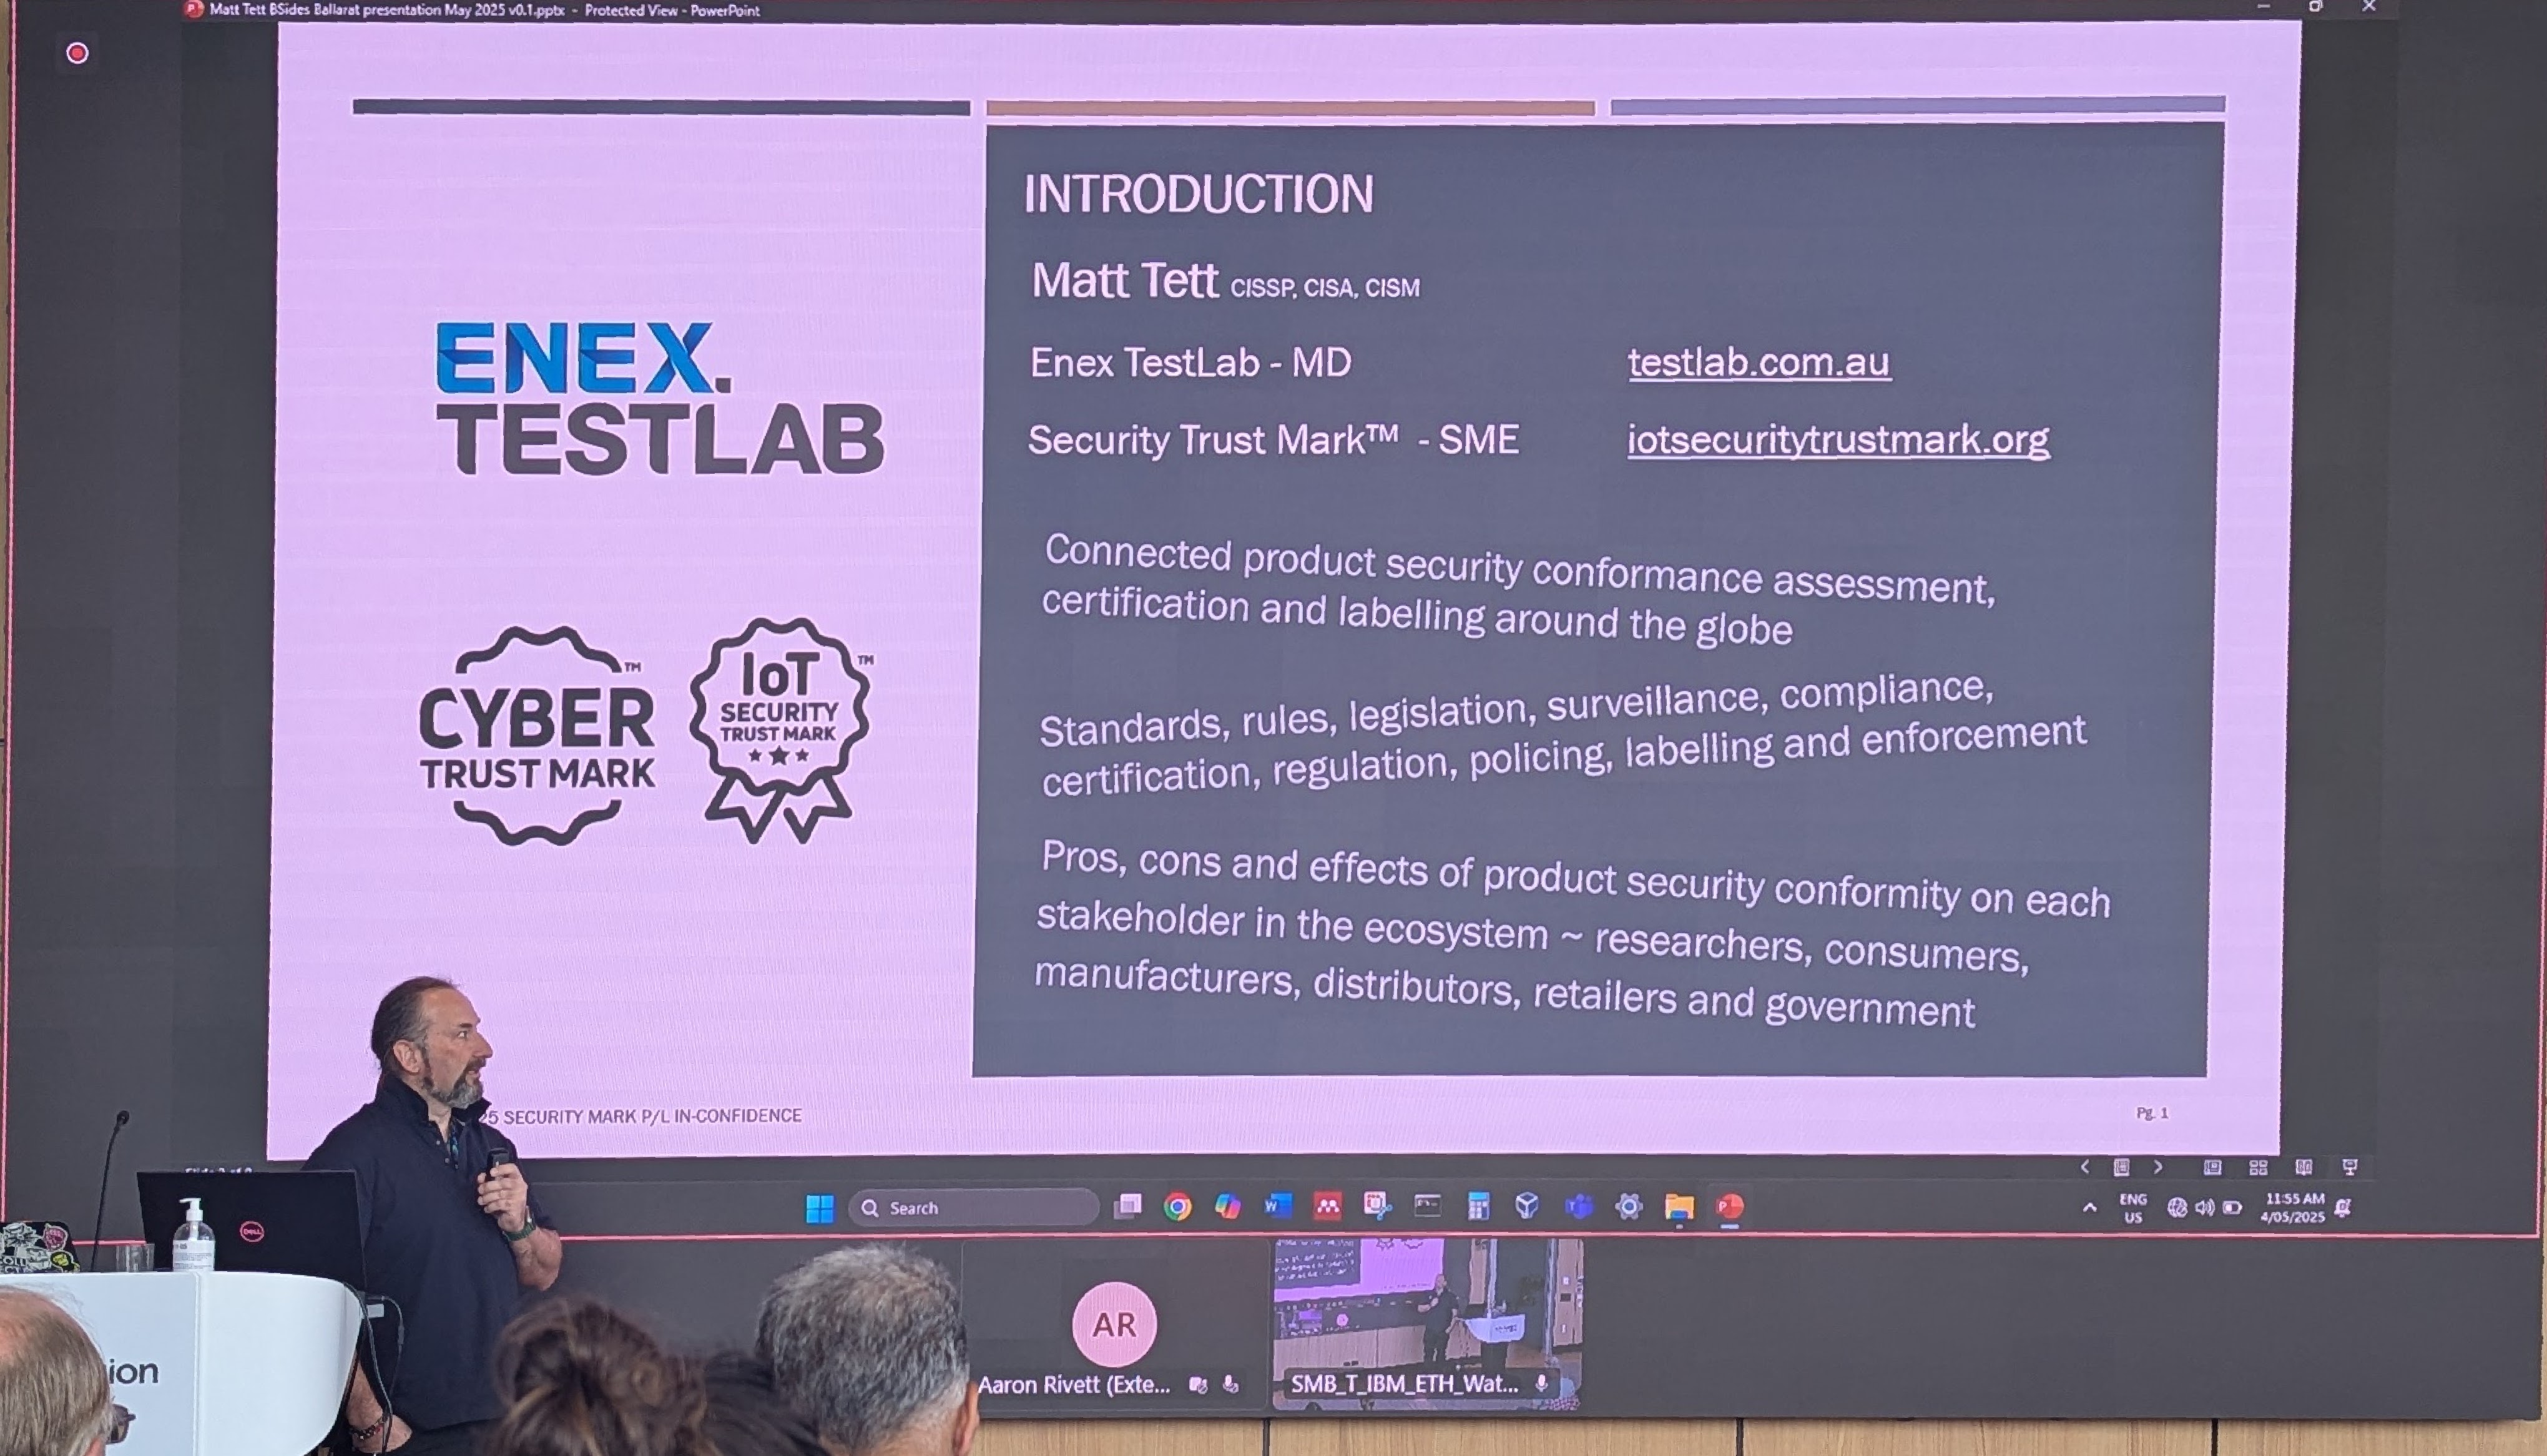 Matt Tett BSides Ballarat presentation May 2025 v0.1.pptx - Protected View - PowerPoint
ENEX.
TESTLAB
CYBER
TRUST MARK
TM
IoT
SECURITY
TRUST MARK
TM
INTRODUCTION
Matt Tett CISSP, CISA, CISM
Enex TestLab - MD testlab.com.au
Security Trust Mark™ - SME iotsecuritytrustmark.org
Connected product security conformance assessment,
certification and labelling around the globe
Standards, rules, legislation, surveillance, compliance,
certification, regulation, policing, labelling and enforcement
Pros, cons and effects of product security conformity on each
stakeholder in the ecosystem ~ researchers, consumers,
manufacturers, distributors, retailers and government
25 SECURITY MARK P/L IN-CONFIDENCE
Pg. 1
Search
ENG
US
11:55 AM
4/05/2025
DELL
AR
Aaron Rivett (Exte...
SMB_T_IBM_ETH_Wat...
ion